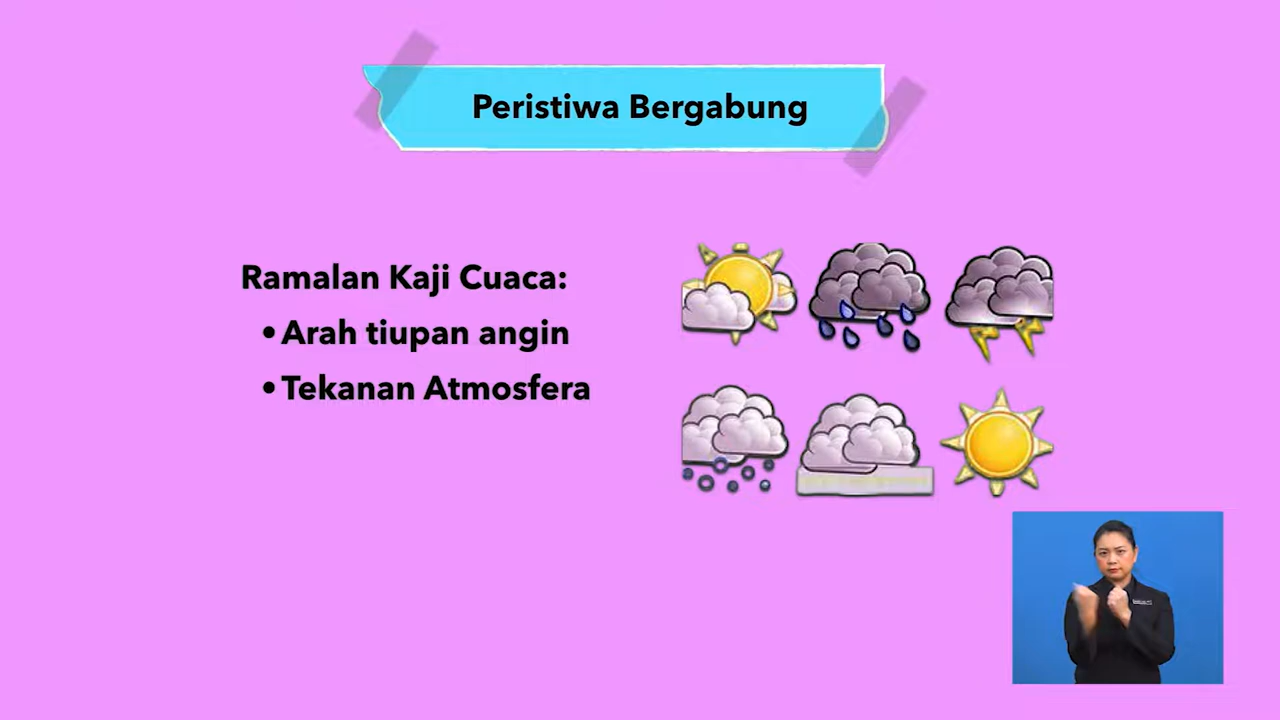 Peristiwa Bergabung
Ramalan Kaji Cuaca:
• Arah tiupan angin
• Tekanan Atmosfera